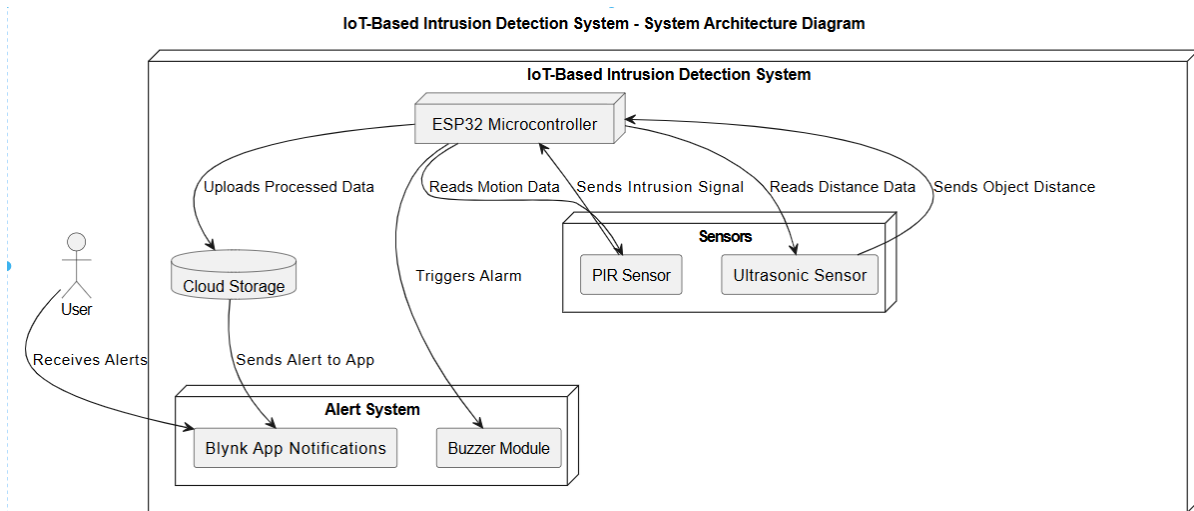 IoT-Based Intrusion Detection System - System Architecture Diagram
IoT-Based Intrusion Detection System
ESP32 Microcontroller
Uploads Processed Data
Reads Motion Data
Sends Intrusion Signal
Reads Distance Data
Sends Object Distance
Sensors
PIR Sensor
Ultrasonic Sensor
Triggers Alarm
Cloud Storage
User
Receives Alerts
Sends Alert to App
Alert System
Blynk App Notifications
Buzzer Module